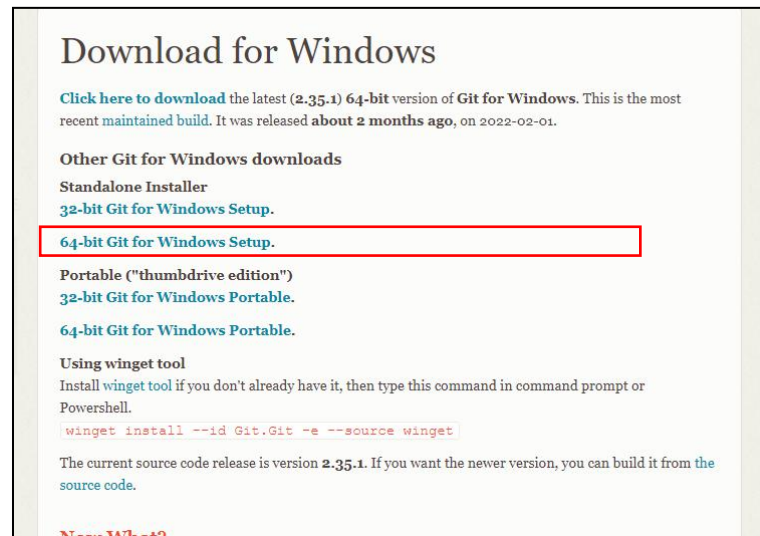 Download for Windows
Click here to download the latest (2.35.1) 64-bit version of Git for Windows. This is the most
recent maintained build. It was released about 2 months ago, on 2022-02-01.
Other Git for Windows downloads
Standalone Installer
32-bit Git for Windows Setup.
64-bit Git for Windows Setup.
Portable ("thumbdrive edition")
32-bit Git for Windows Portable.
64-bit Git for Windows Portable.
Using winget tool
Install winget tool if you don't already have it, then type this command in command prompt or
Powershell.
winget install --id Git.Git -e --source winget
The current source code release is version 2.35.1. If you want the newer version, you can build it from the
source code.
Now What?